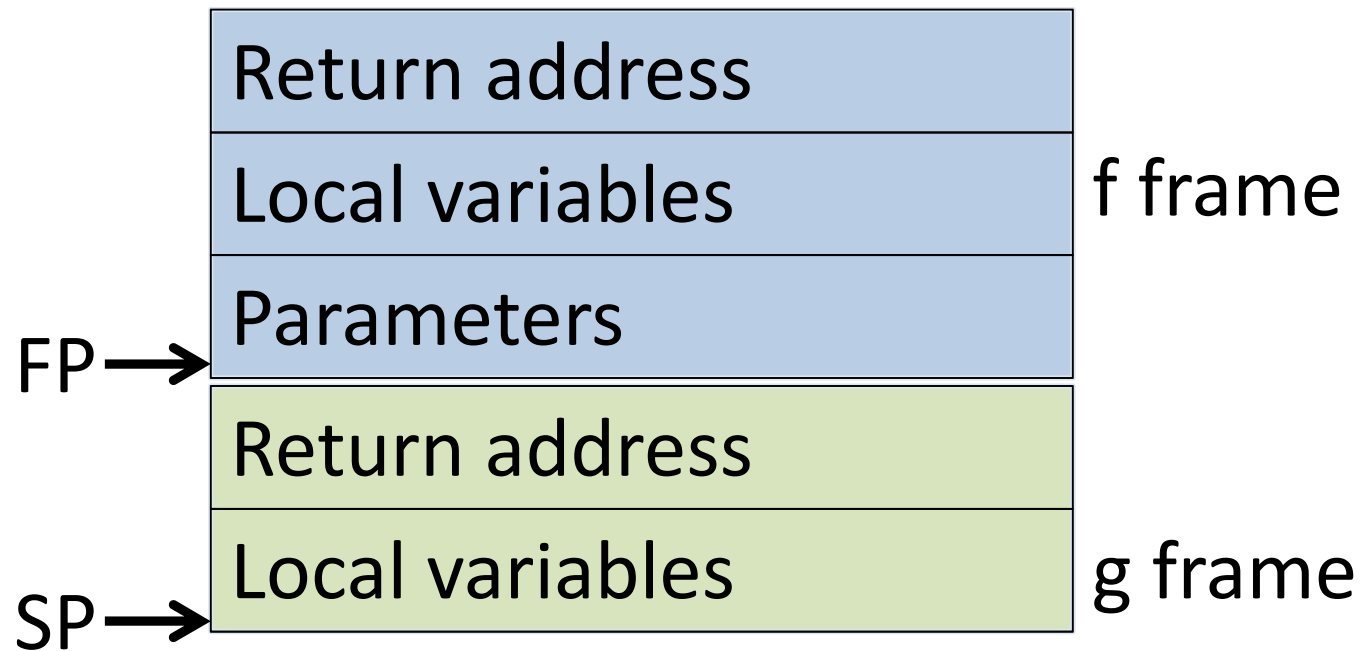 Return address
Local variables
f frame
Parameters
FP
Return address
Local variables
g frame
SP